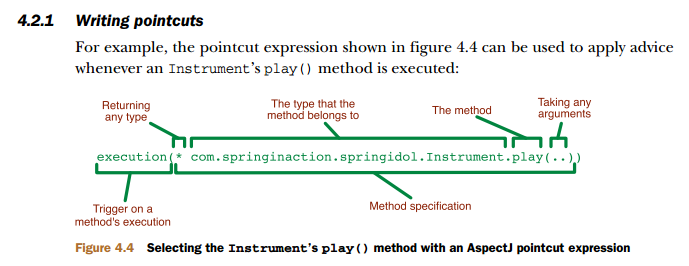 4.2.1 Writing pointcuts
For example, the pointcut expression shown in figure 4.4 can be used to apply advice
whenever an Instrument's play() method is executed:
Returning
any type
The type that the
method belongs to
The method
Taking any
arguments
execution(* com.springinaction.springidol.Instrument.play(..))
Trigger on a
method's execution
Method specification
Figure 4.4 Selecting the Instrument's play() method with an AspectJ pointcut expression